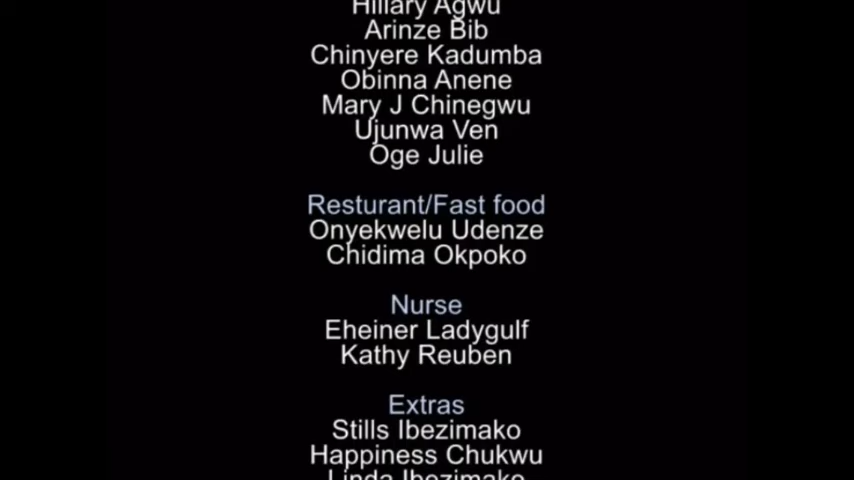 Hillary Agwu
Arinze Bib
Chinyere Kadumba
Obinna Anene
Mary J Chinegwu
Ujunwa Ven
Oge Julie
Resturant/Fast food
Onyekwelu Udenze
Chidima Okpoko
Nurse
Eheiner Ladygulf
Kathy Reuben
Extras
Stills Ibezimako
Happiness Chukwu
Linda Ibezimako